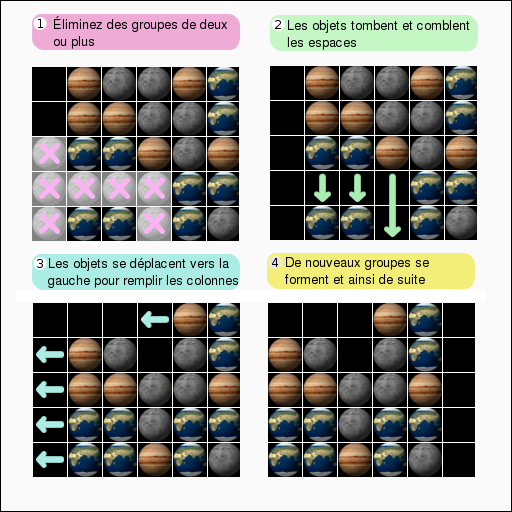 1 Éliminez des groupes de deux
ou plus
2 Les objets tombent et comblent
les espaces
3 Les objets se déplacent vers la
gauche pour remplir les colonnes
4 De nouveaux groupes se
forment et ainsi de suite